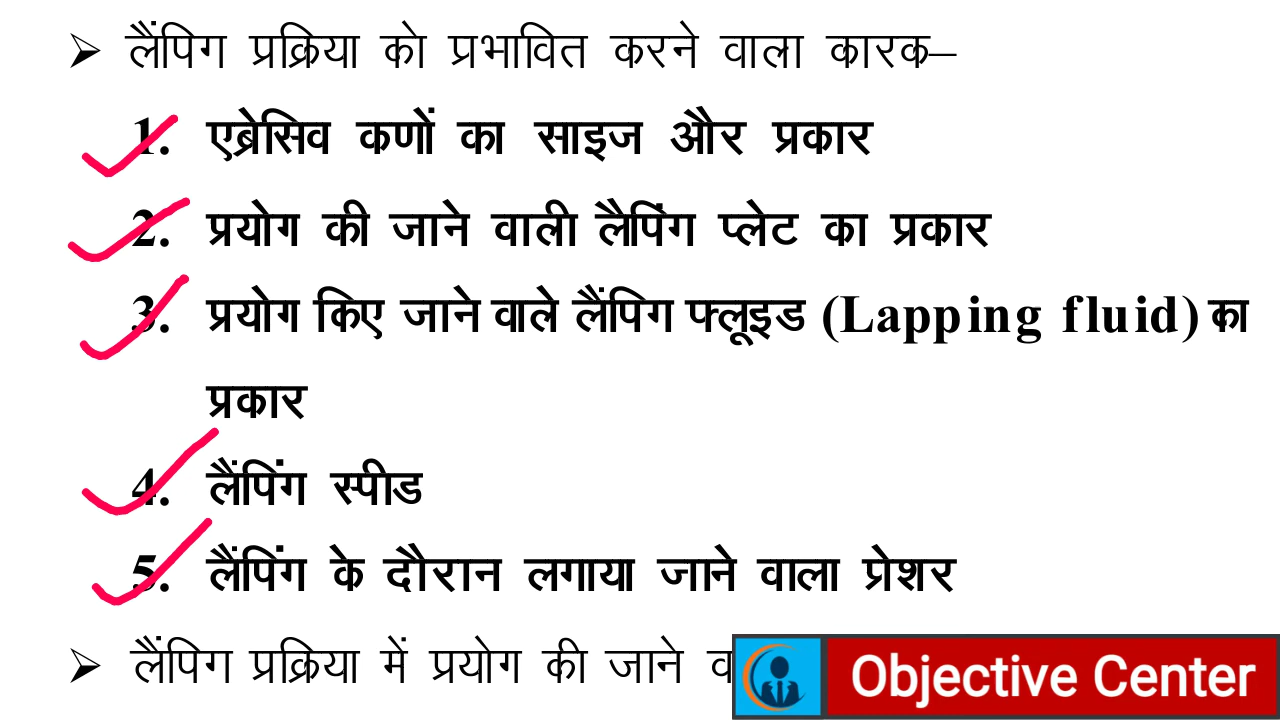 ➢ लैंपिग प्रक्रिया को प्रभावित करने वाला कारक–
1. एब्रेसिव कणों का साइज और प्रकार
2. प्रयोग की जाने वाली लैपिंग प्लेट का प्रकार
3. प्रयोग किए जाने वाले लैंपिग फ्लूइड (Lapping fluid) का
प्रकार
4. लैंपिंग स्पीड
5. लैंपिंग के दौरान लगाया जाने वाला प्रेशर
➢ लैंपिग प्रक्रिया में प्रयोग की जाने
Objective Center